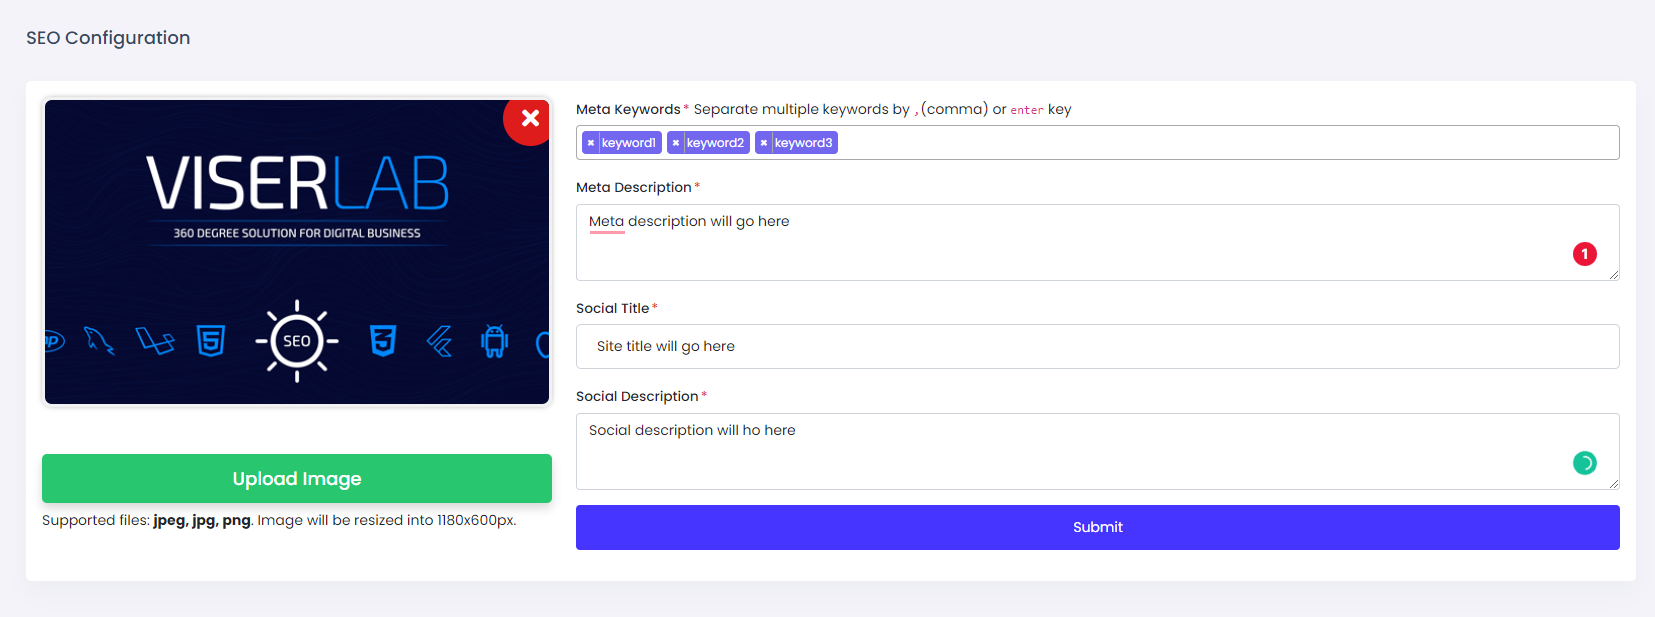 SEO Configuration
VISERLAB
360 DEGREE SOLUTION FOR DIGITAL BUSINESS
SEO
Upload Image
Supported files: jpeg, jpg, png. Image will be resized into 1180x600px.
Meta Keywords * Separate multiple keywords by , (comma) or enter key
× keyword1 × keyword2 × keyword3
Meta Description *
Meta description will go here
1
Social Title *
Site title will go here
Social Description *
Social description will ho here
Submit